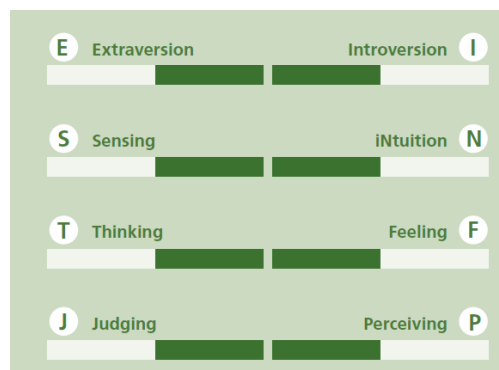 E Extraversion Introversion I
S Sensing iNtuition N
T Thinking Feeling F
J Judging Perceiving P